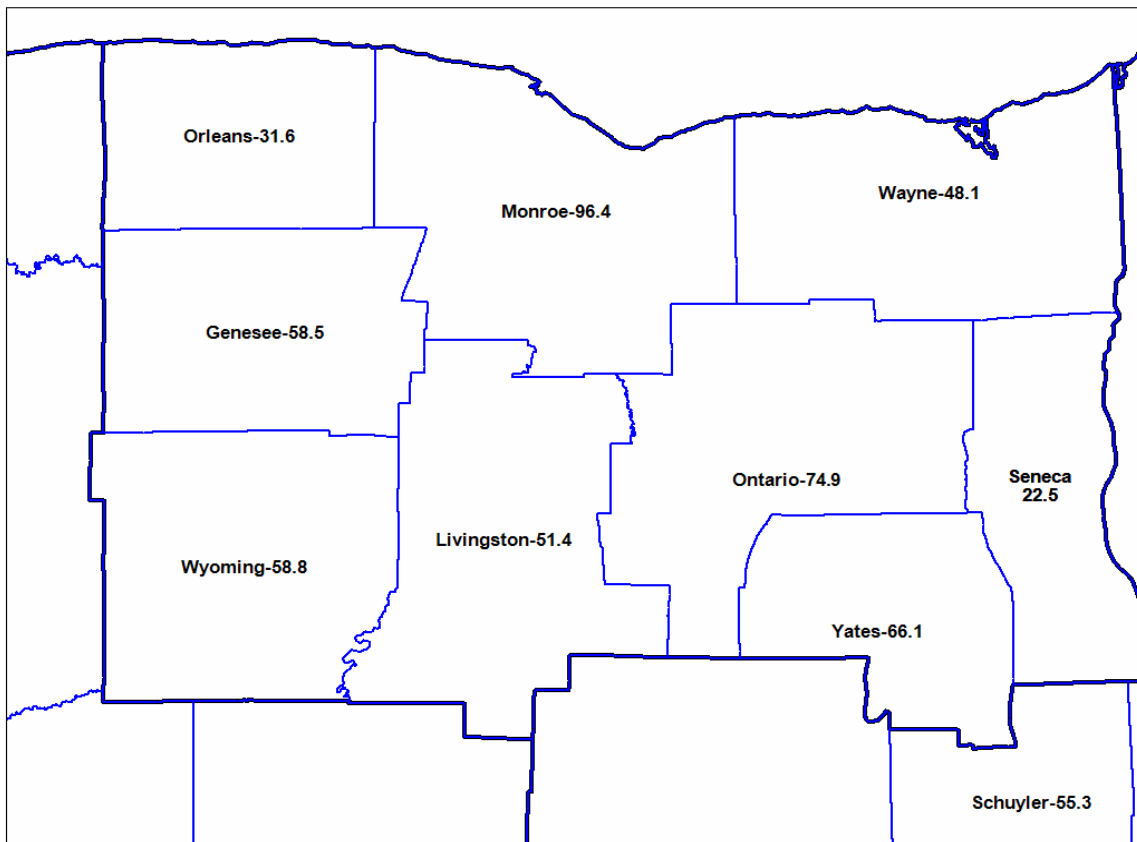 Orleans-31.6
Wayne-48.1
Monroe-96.4
Genesee-58.5
Ontario-74.9
Seneca
22.5
Livingston-51.4
Wyoming-58.8
Yates-66.1
Schuyler-55.3